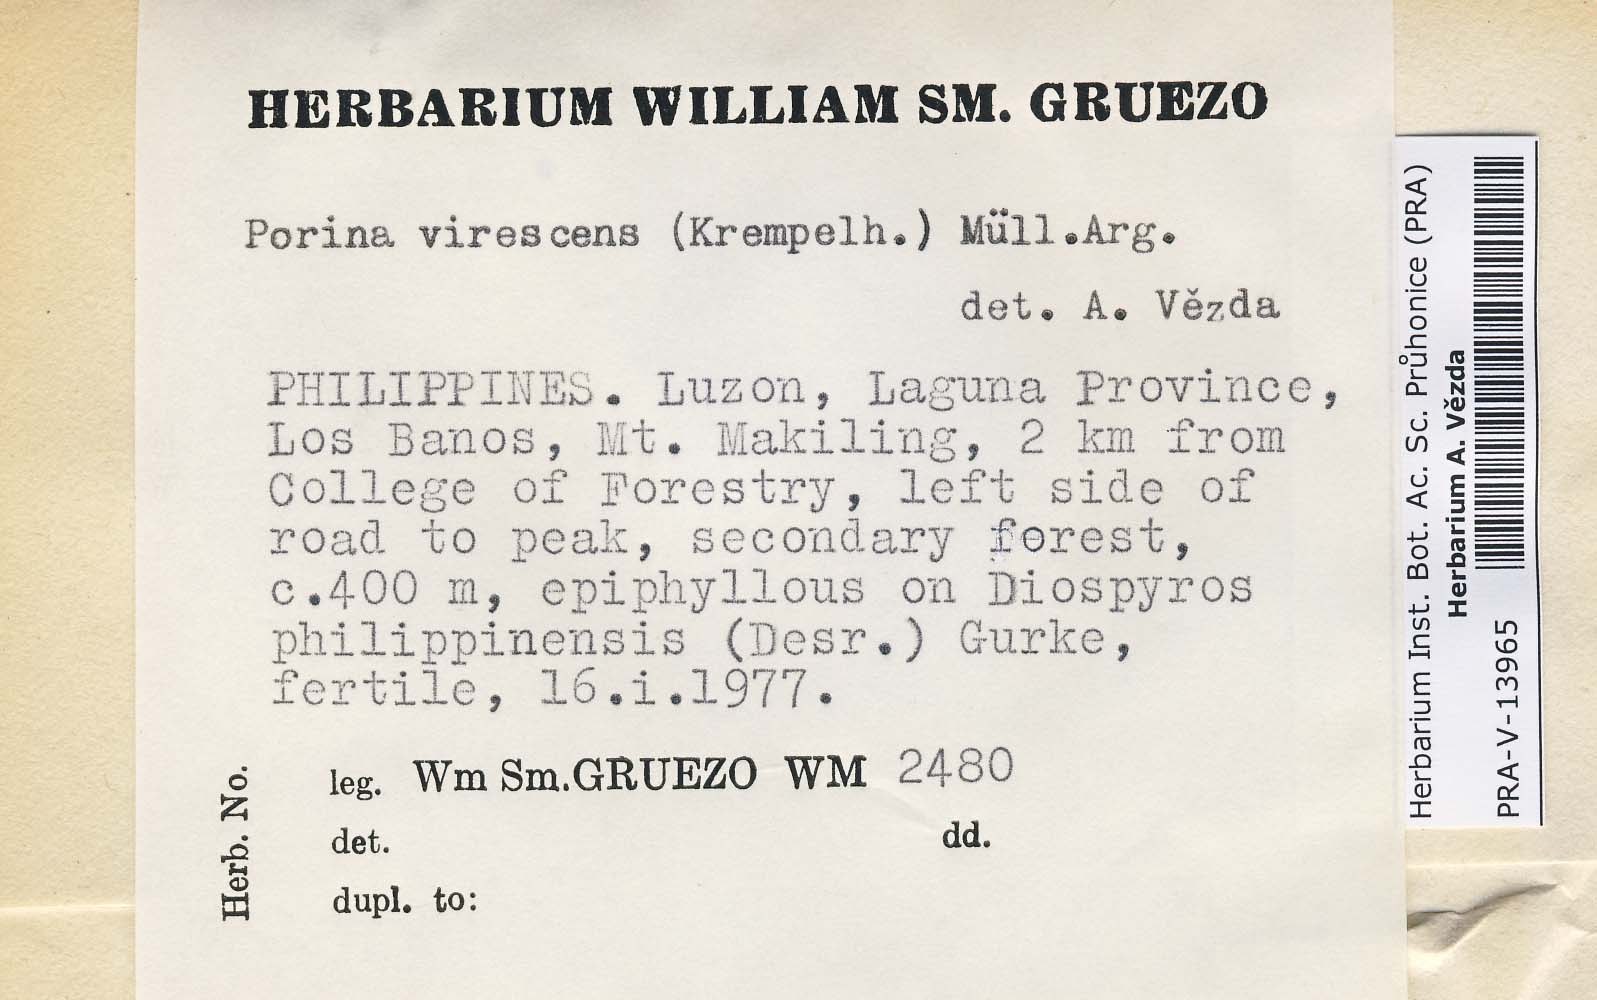 HERBARIUM WILLIAM SM. GRUEZO
Porina virescens (Krempelh.) Müll.Arg.
det. A. Vězda
PHILIPPINES. Luzon, Laguna Province,
Los Banos, Mt. Makiling, 2 km from
College of Forestry, left side of
road to peak, secondary forest,
c.400 m, epiphyllous on Diospyros
philippinensis (Desr.) Gurke,
fertile, 16.i.1977.
Herb. No.
leg. Wm Sm.GRUEZO WM 2480
det. dd.
dupl. to:
Herbarium Inst. Bot. Ac. Sc. Průhonice (PRA)
Herbarium A. Vězda
PRA-V-13965